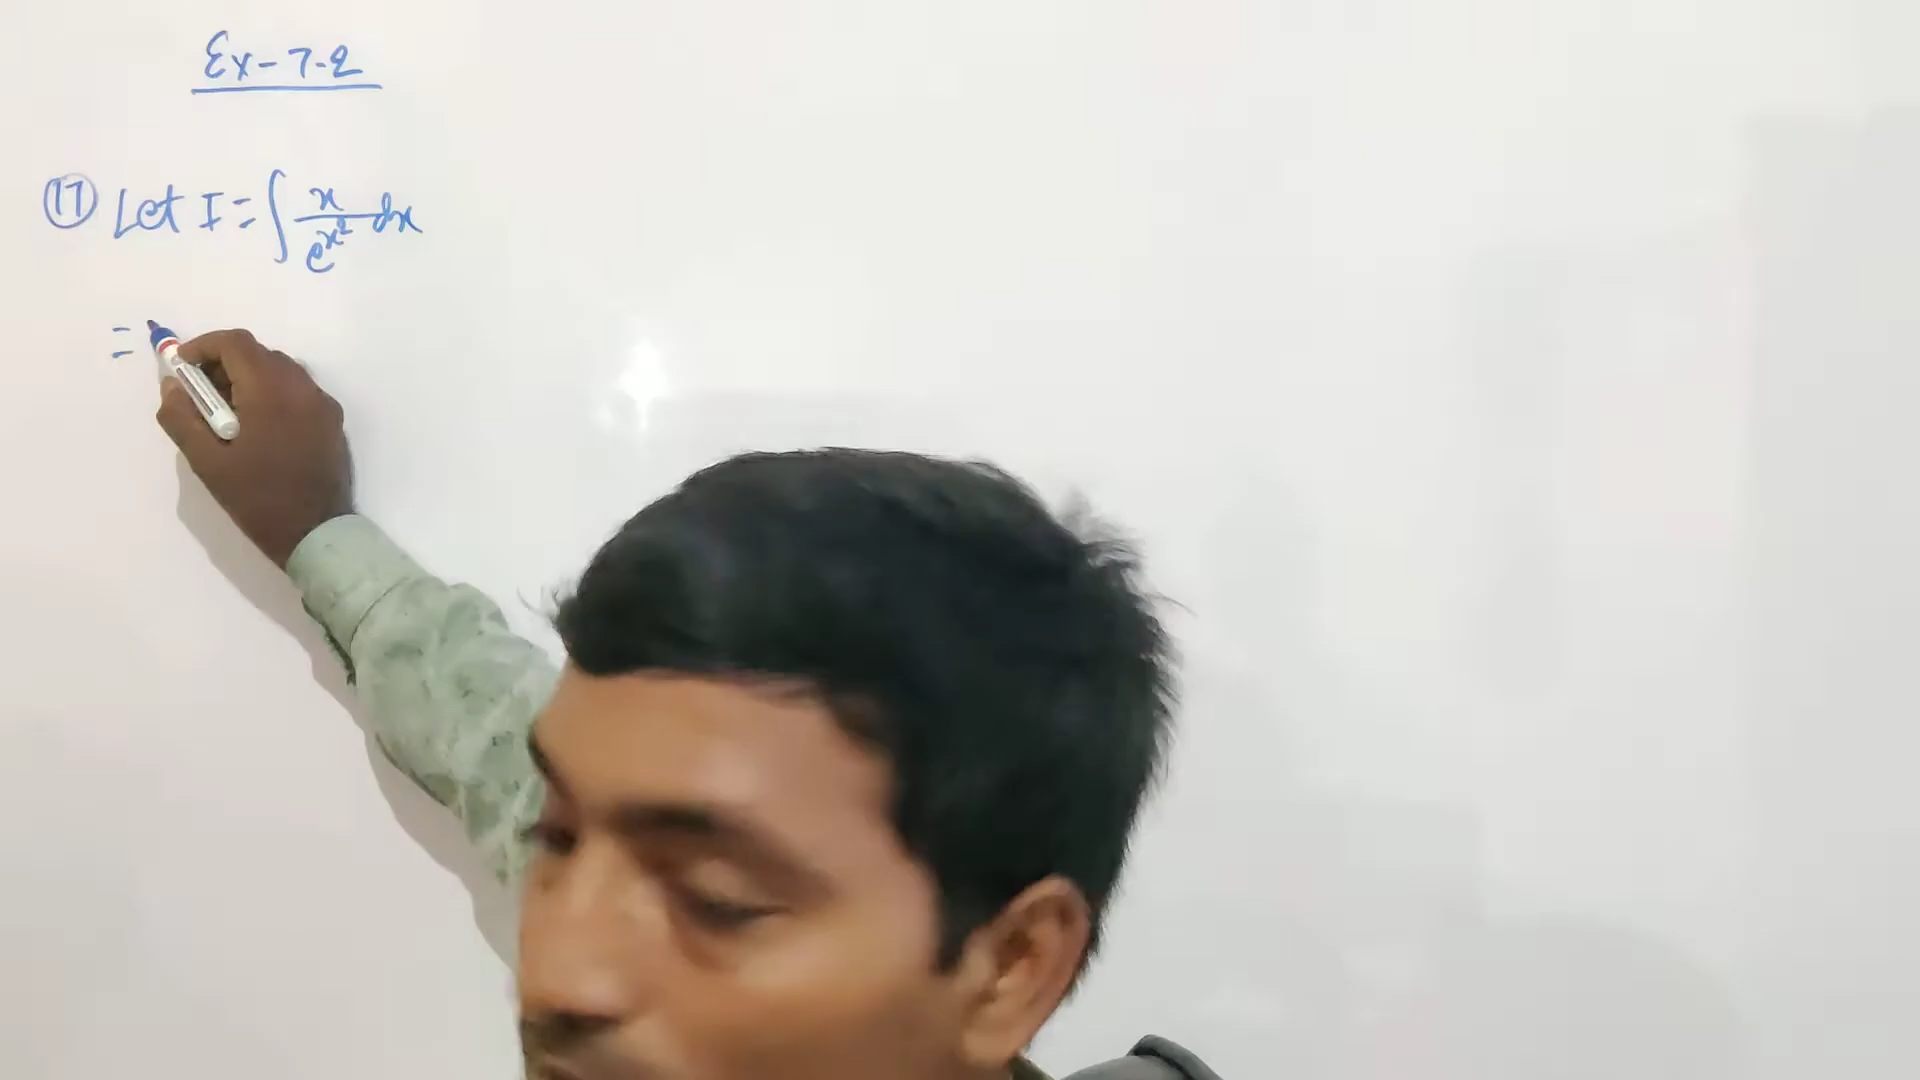 Ex-7.2
17 Let I = ∫ x/e^x² dx
=